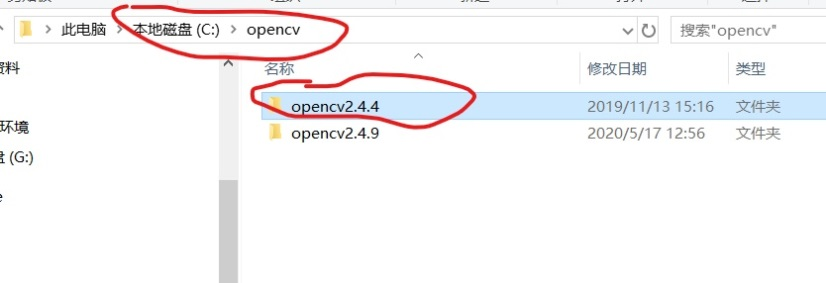 此电脑 > 本地磁盘 (C:) > opencv
搜索"opencv"
名称 修改日期 类型
opencv2.4.4 2019/11/13 15:16 文件夹
opencv2.4.9 2020/5/17 12:56 文件夹
资料
环境
盘 (G:)
e